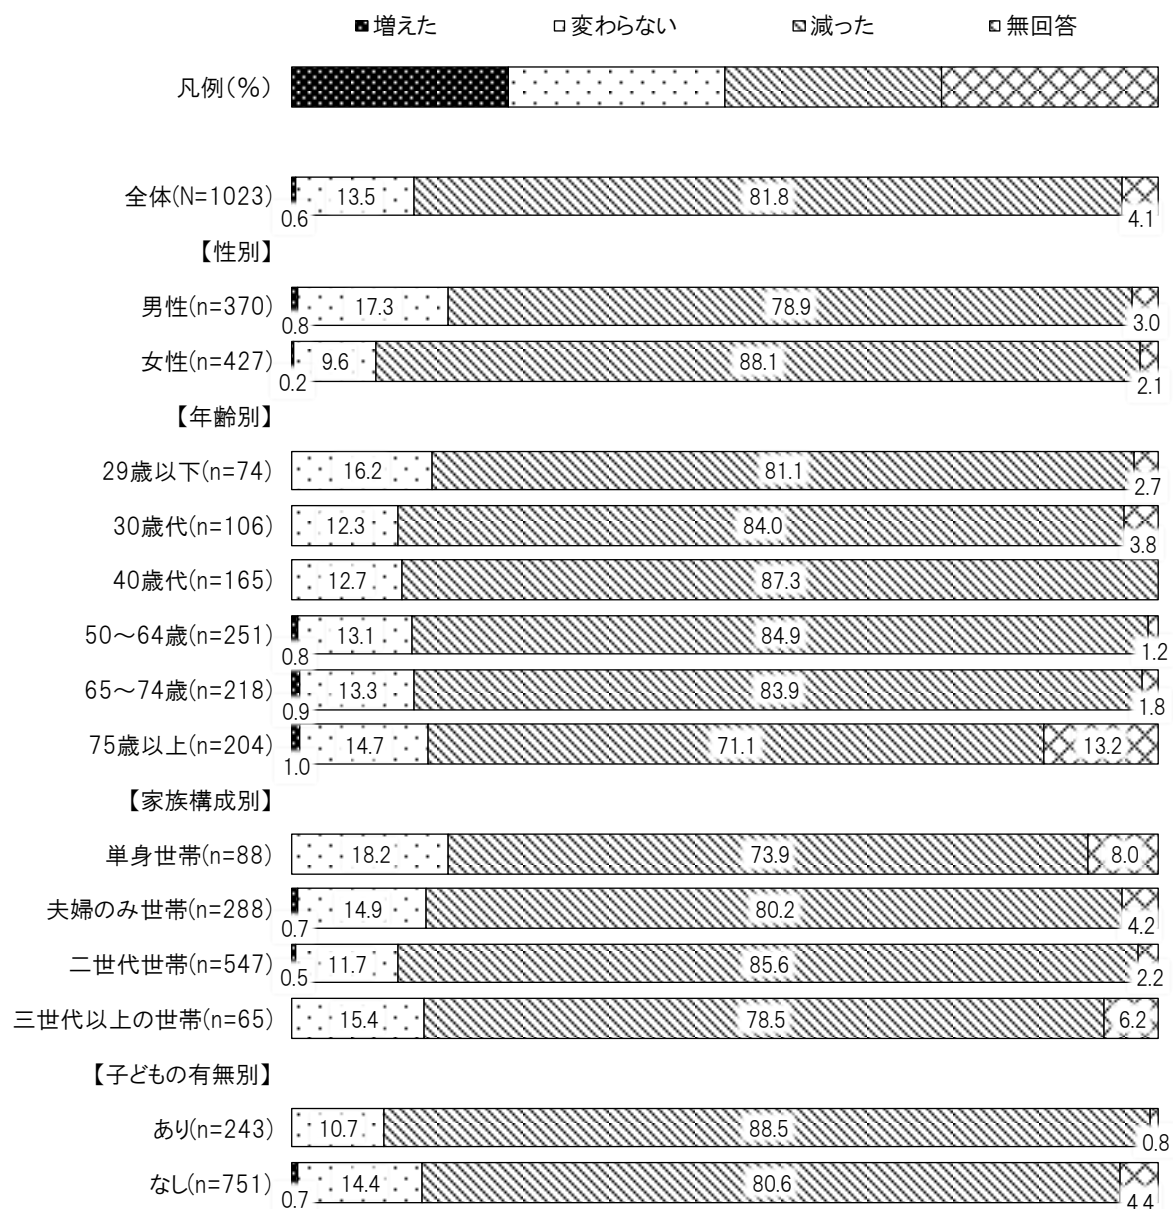 増えた 変わらない 減った 無回答
凡例(%)
全体(N=1023) 0.6 13.5 81.8 4.1
【性別】
男性(n=370) 0.8 17.3 78.9 3.0
女性(n=427) 0.2 9.6 88.1 2.1
【年齢別】
29歳以下(n=74) 16.2 81.1 2.7
30歳代(n=106) 12.3 84.0 3.8
40歳代(n=165) 12.7 87.3
50～64歳(n=251) 0.8 13.1 84.9 1.2
65～74歳(n=218) 0.9 13.3 83.9 1.8
75歳以上(n=204) 1.0 14.7 71.1 13.2
【家族構成別】
単身世帯(n=88) 18.2 73.9 8.0
夫婦のみ世帯(n=288) 0.7 14.9 80.2 4.2
二世代世帯(n=547) 0.5 11.7 85.6 2.2
三世代以上の世帯(n=65) 15.4 78.5 6.2
【子どもの有無別】
あり(n=243) 10.7 88.5 0.8
なし(n=751) 0.7 14.4 80.6 4.4